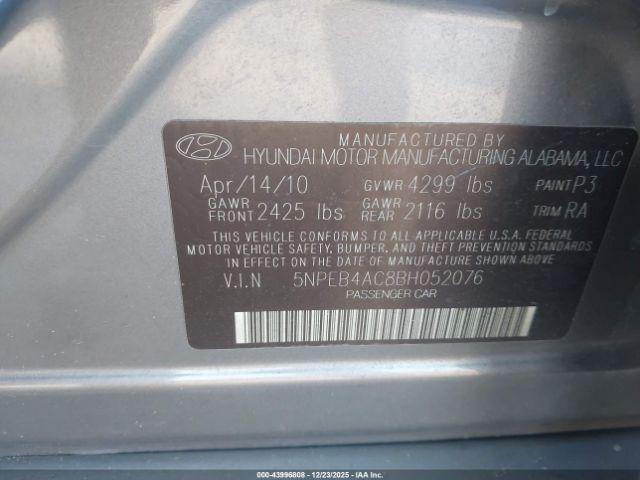 MANUFACTURED BY
HYUNDAI MOTOR MANUFACTURING ALABAMA, LLC
Apr/14/10 GVWR 4299 lbs PAINT P3
GAWR FRONT 2425 lbs GAWR REAR 2116 lbs TRIM RA
THIS VEHICLE CONFORMS TO ALL APPLICABLE U.S.A. FEDERAL
MOTOR VEHICLE SAFETY, BUMPER, AND THEFT PREVENTION
STANDARDS IN EFFECT ON THE DATE OF MANUFACTURE SHOWN ABOVE.
V.I.N 5NPEB4AC8BH052076
PASSENGER CAR
000-43996808 - 12/23/2025 - IAAI.COM